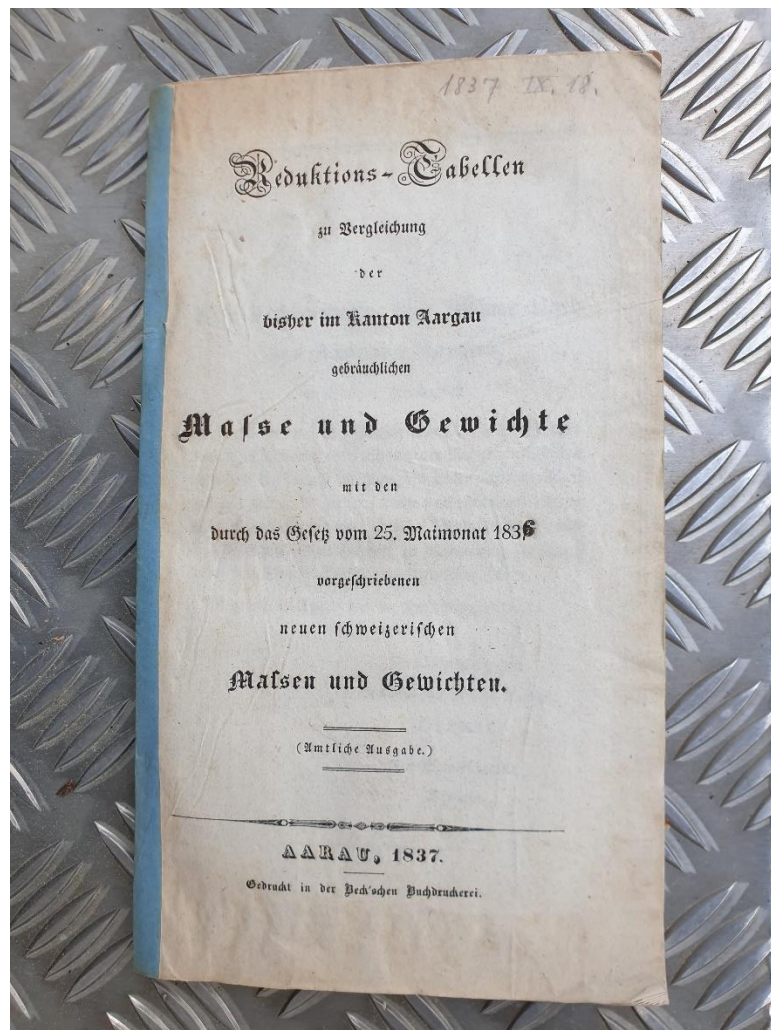 1837 IX. 18.
Reduktions-Tabellen
zu Vergleichung
der
bisher im Kanton Aargau
gebräuchlichen
Maſse und Gewichte
mit den
durch das Geſetz vom 25. Maimonat 1836
vorgeſchriebenen
neuen ſchweizeriſchen
Maſsen und Gewichten.
(Amtliche Ausgabe.)
AARAU, 1837.
Gedruckt in der Beck'schen Buchdruckerei.